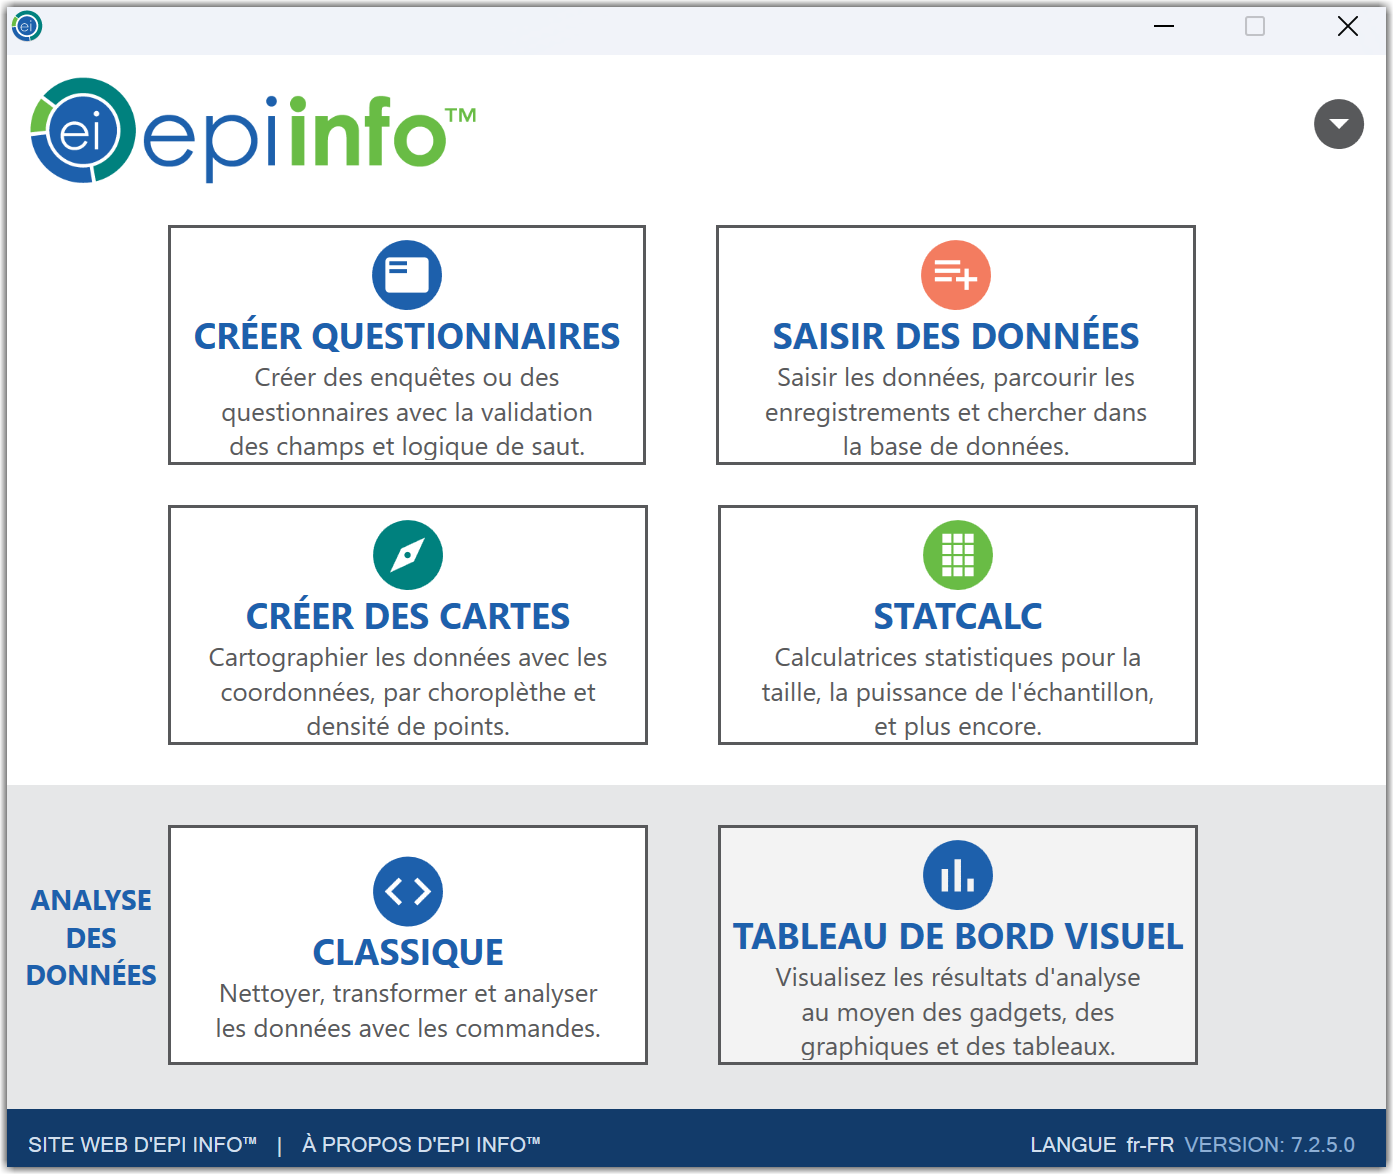 ei
ei epi info™
CRÉER QUESTIONNAIRES
Créer des enquêtes ou des
questionnaires avec la validation
des champs et logique de saut.
SAISIR DES DONNÉES
Saisir les données, parcourir les
enregistrements et chercher dans
la base de données.
CRÉER DES CARTES
Cartographier les données avec les
coordonnées, par choroplèthe et
densité de points.
STATCALC
Calculatrices statistiques pour la
taille, la puissance de l'échantillon,
et plus encore.
ANALYSE
DES
DONNÉES
CLASSIQUE
Nettoyer, transformer et analyser
les données avec les commandes.
TABLEAU DE BORD VISUEL
Visualisez les résultats d'analyse
au moyen des gadgets, des
graphiques et des tableaux.
SITE WEB D'EPI INFO™ | À PROPOS D'EPI INFO™ LANGUE fr-FR VERSION: 7.2.5.0